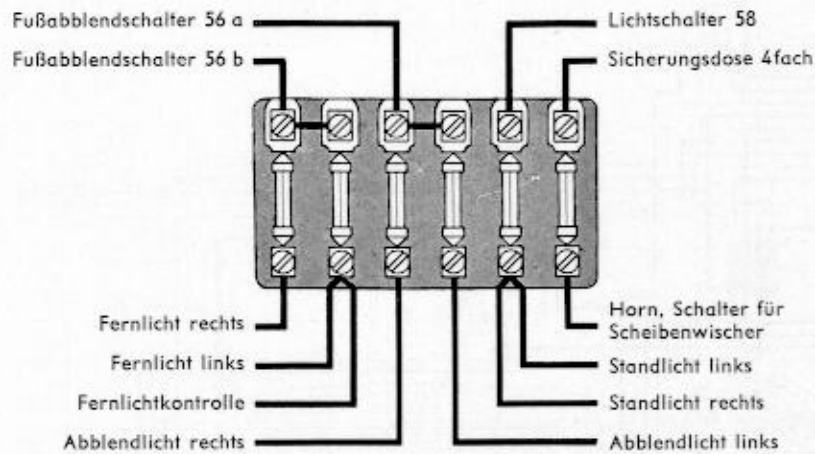 Fußabblendschalter 56 a
Fußabblendschalter 56 b
Lichtschalter 58
Sicherungsdose 4fach
Fernlicht rechts
Fernlicht links
Fernlichtkontrolle
Abblendlicht rechts
Horn, Schalter für
Scheibenwischer
Standlicht links
Standlicht rechts
Abblendlicht links